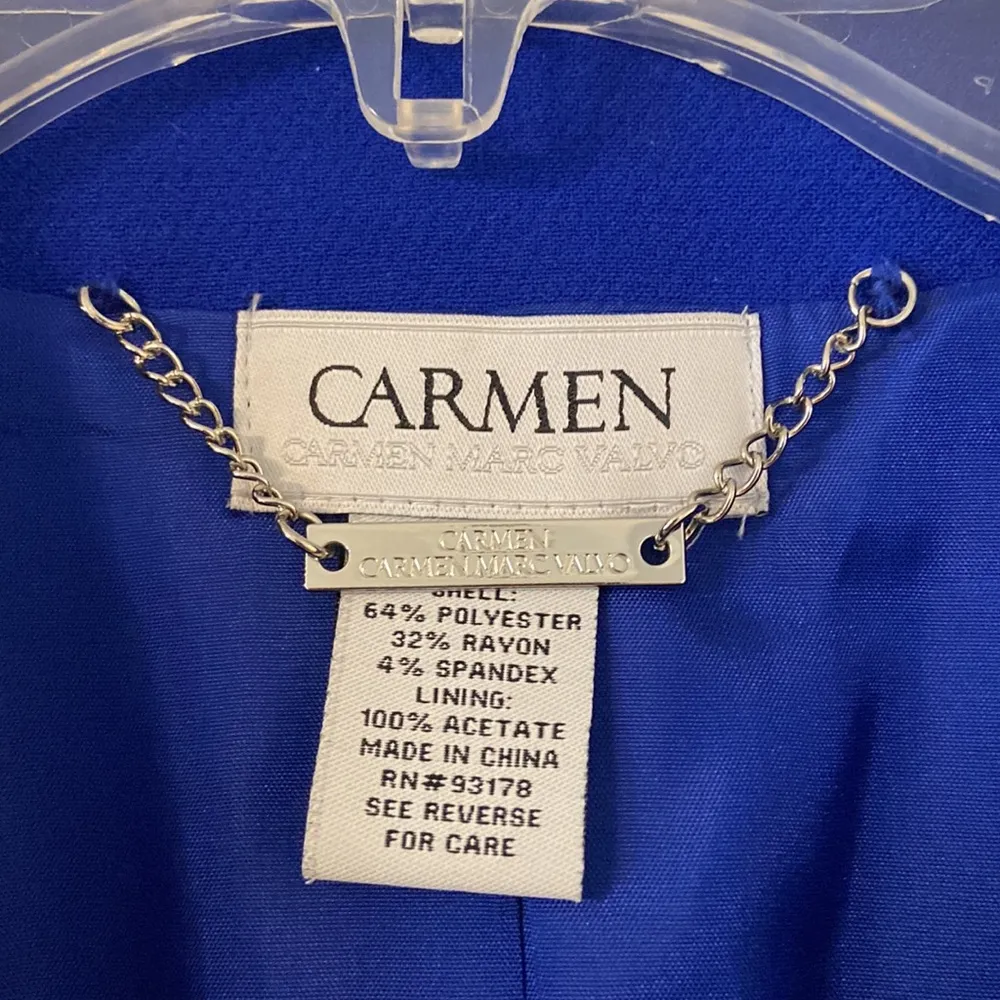 CARMEN
CARMEN MARC VALVO
CARMEN
CARMEN MARC VALVO
SHELL:
64% POLYESTER
32% RAYON
4% SPANDEX
LINING:
100% ACETATE
MADE IN CHINA
RN#93178
SEE REVERSE
FOR CARE